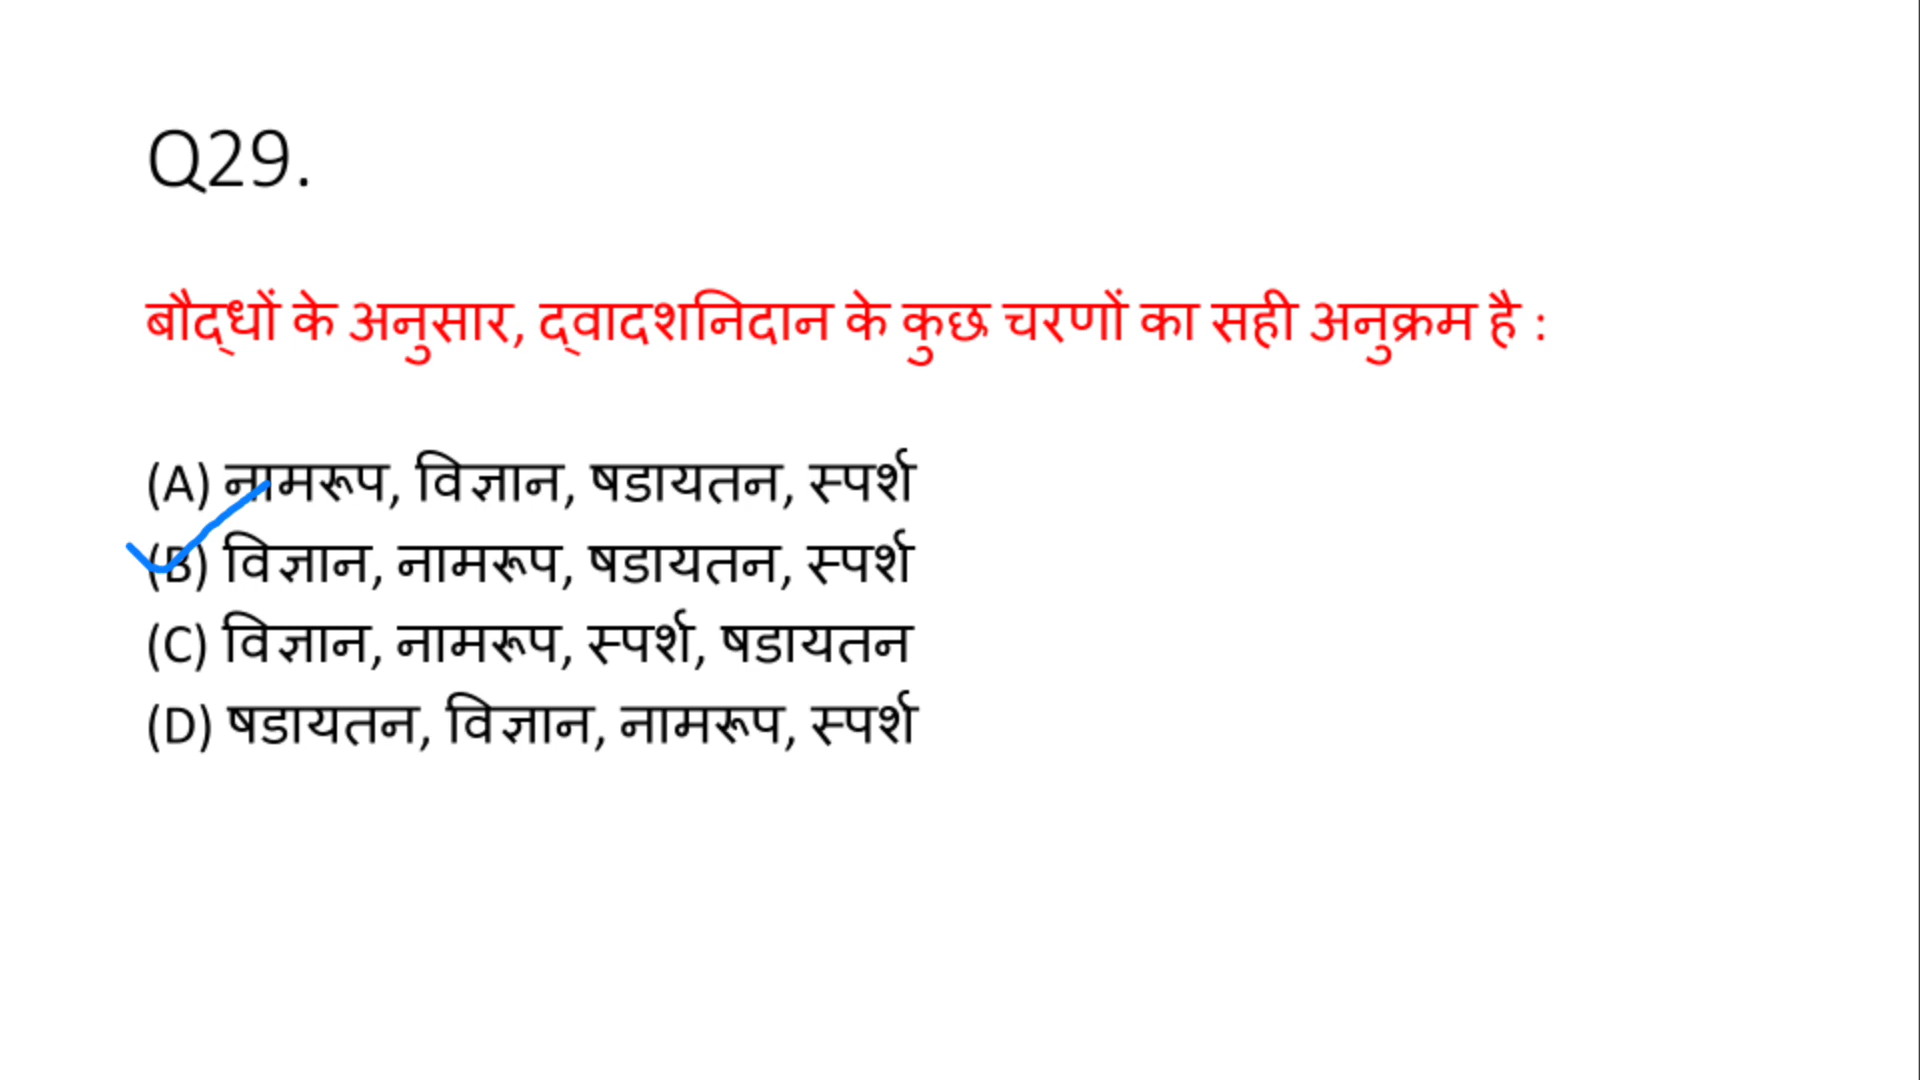 Q29.
बौद्धों के अनुसार, द्वादशनिदान के कुछ चरणों का सही अनुक्रम है :
(A) नामरूप, विज्ञान, षडायतन, स्पर्श
(B) विज्ञान, नामरूप, षडायतन, स्पर्श
(C) विज्ञान, नामरूप, स्पर्श, षडायतन
(D) षडायतन, विज्ञान, नामरूप, स्पर्श